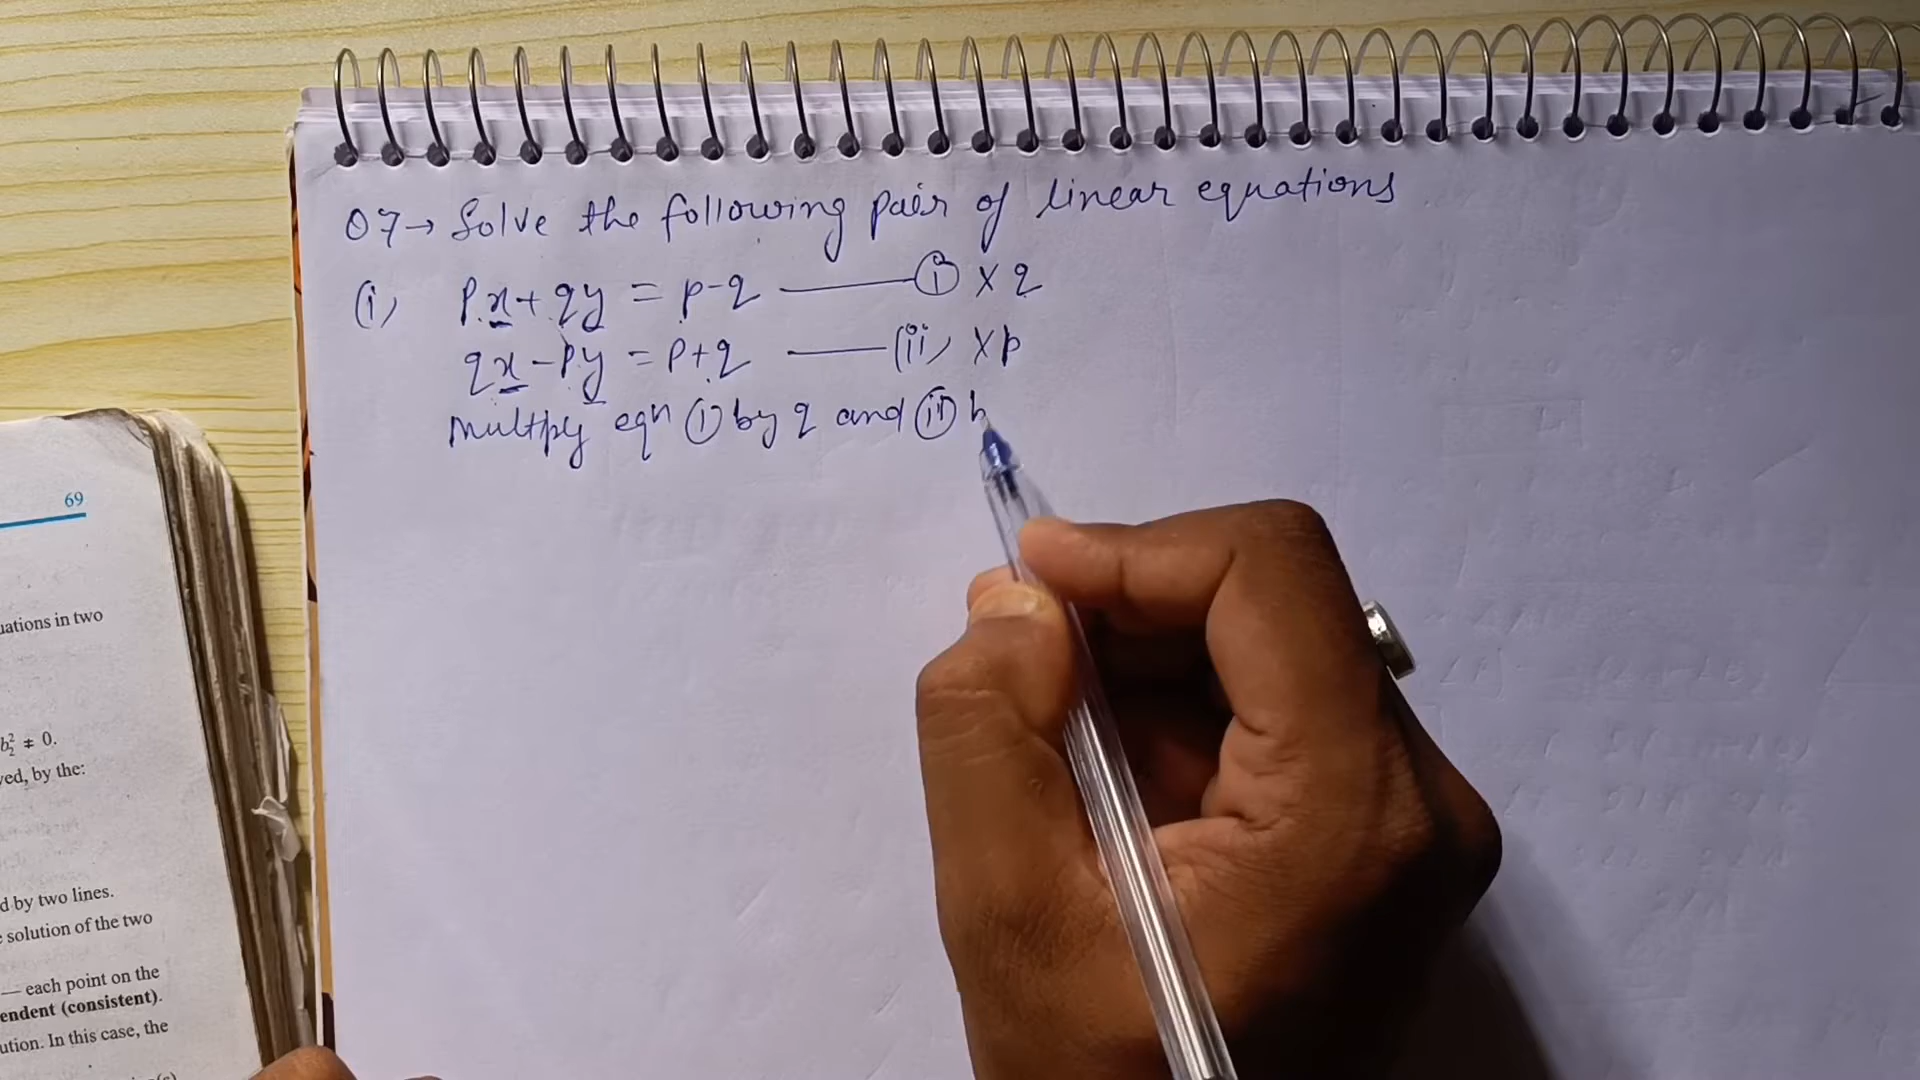 Q7→ Solve the following pair of linear equations
(i) px + qy = p-q —— (i) × q
qx - py = p+q —— (ii) × p
Multply eqn (i) by q and (ii) b
69
uations in two
b₂² ≠ 0.
ved, by the:
d by two lines.
solution of the two
— each point on the
endent (consistent).
ution. In this case, the